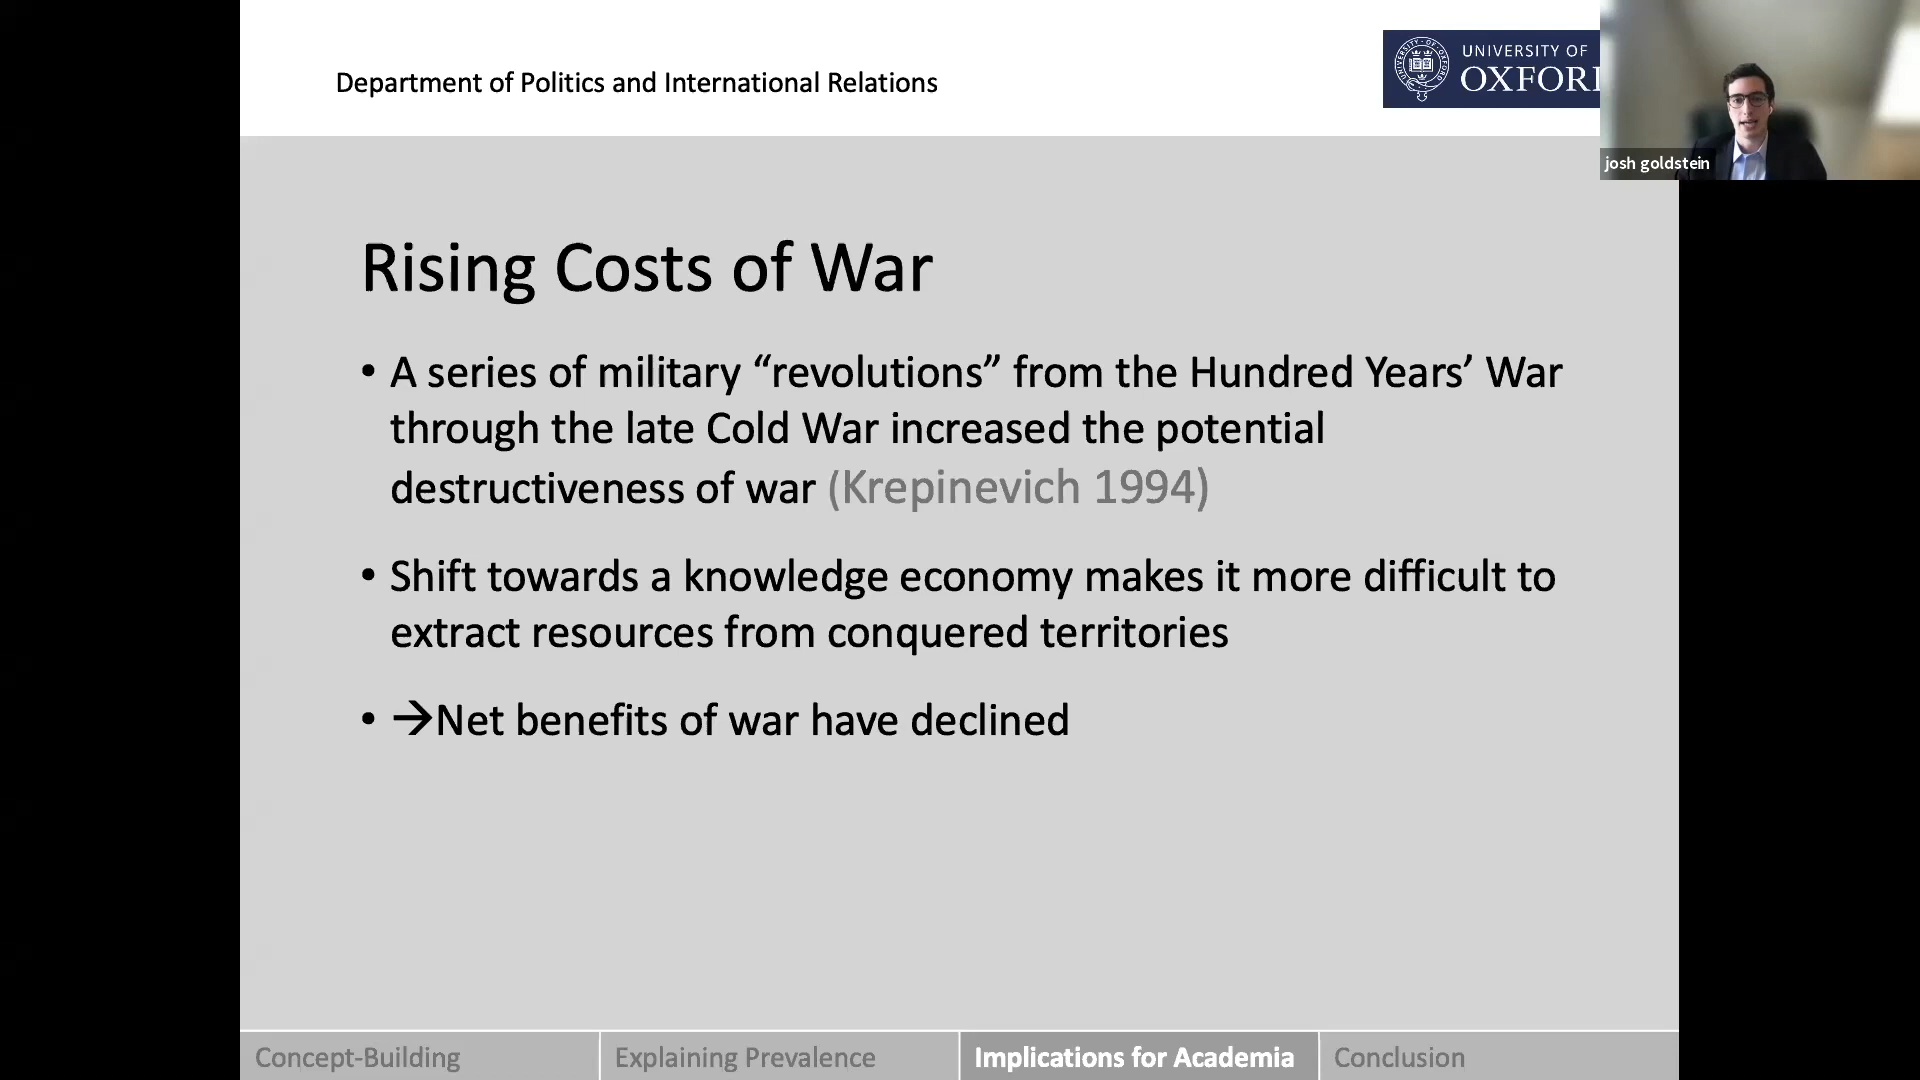 Department of Politics and International Relations
UNIVERSITY OF
OXFOR
josh goldstein
Rising Costs of War
• A series of military “revolutions” from the Hundred Years’ War
through the late Cold War increased the potential
destructiveness of war (Krepinevich 1994)
• Shift towards a knowledge economy makes it more difficult to
extract resources from conquered territories
• →Net benefits of war have declined
Concept-Building
Explaining Prevalence
Implications for Academia
Conclusion